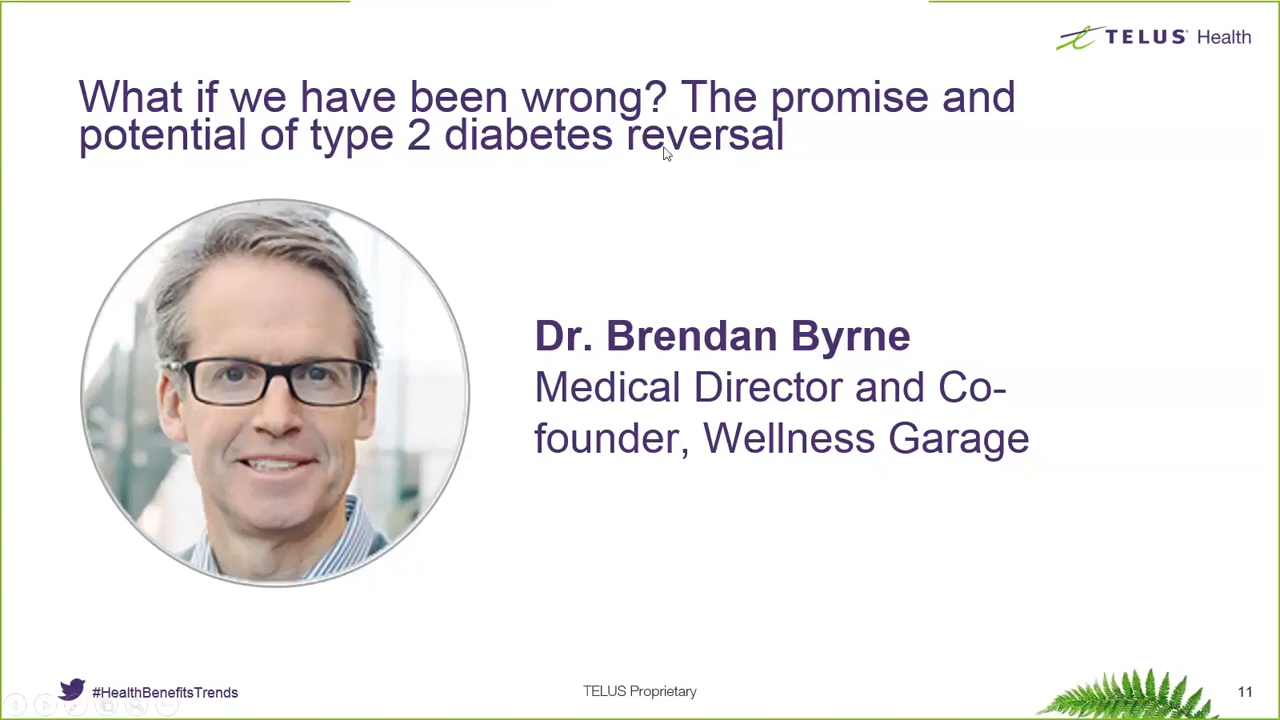 TELUS Health
What if we have been wrong? The promise and
potential of type 2 diabetes reversal
Dr. Brendan Byrne
Medical Director and Co-
founder, Wellness Garage
#HealthBenefitsTrends
TELUS Proprietary
11